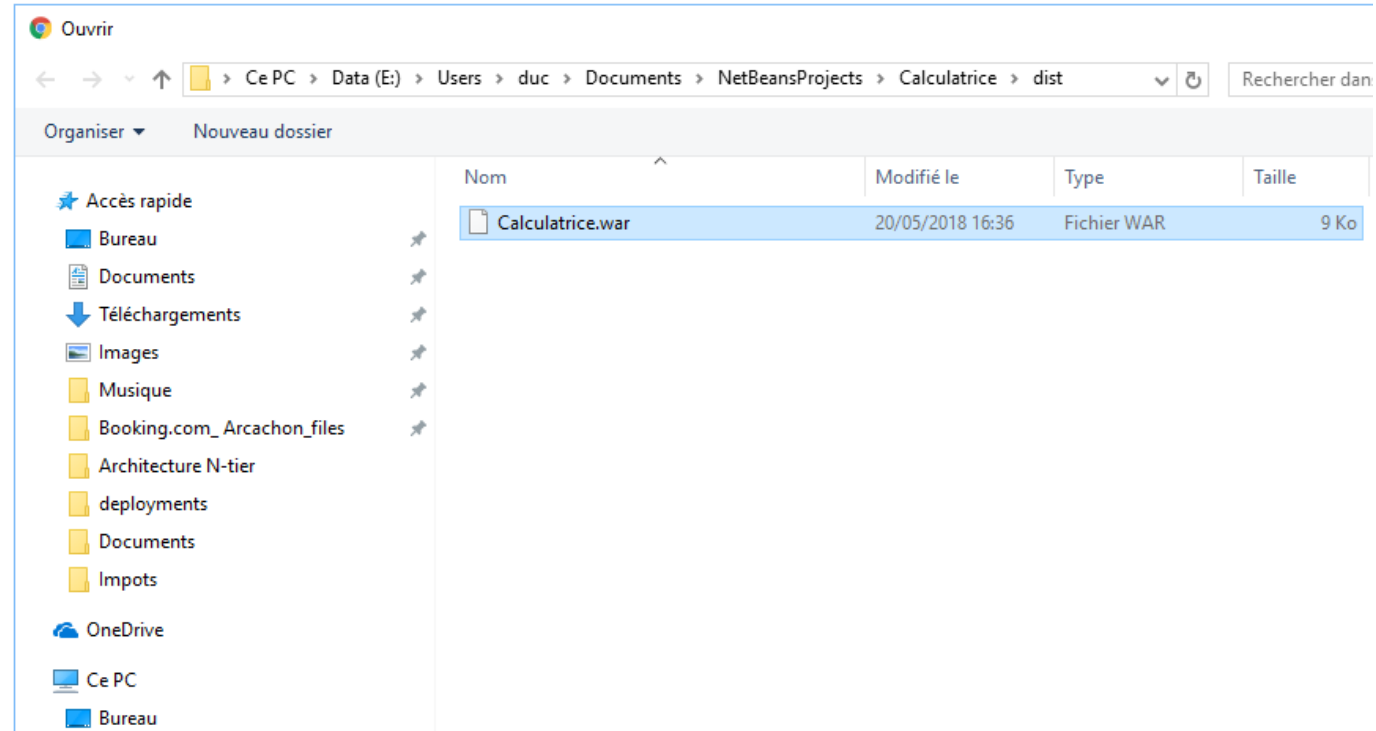 Ouvrir
Ce PC > Data (E:) > Users > duc > Documents > NetBeansProjects > Calculatrice > dist
Rechercher dan
Organiser Nouveau dossier
Nom Modifié le Type Taille
Calculatrice.war 20/05/2018 16:36 Fichier WAR 9 Ko
Accès rapide
Bureau
Documents
Téléchargements
Images
Musique
Booking.com_ Arcachon_files
Architecture N-tier
deployments
Documents
Impots
OneDrive
Ce PC
Bureau